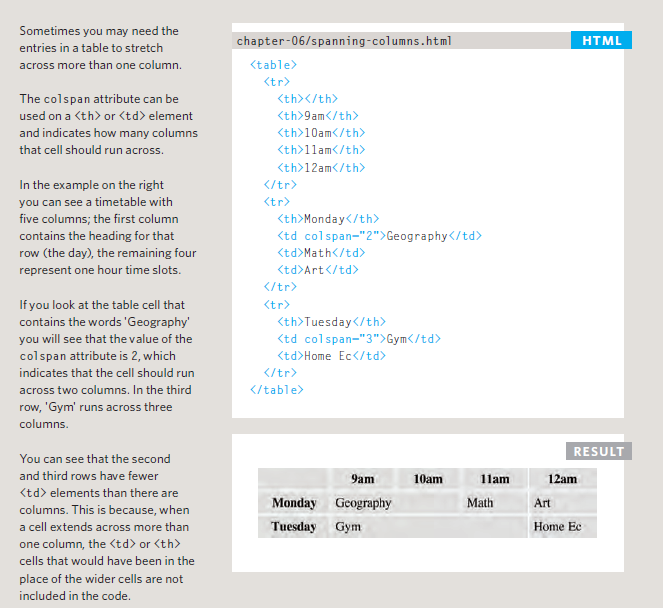 Sometimes you may need the
entries in a table to stretch
across more than one column.
The colspan attribute can be
used on a <th> or <td> element
and indicates how many columns
that cell should run across.
In the example on the right
you can see a timetable with
five columns; the first column
contains the heading for that
row (the day), the remaining four
represent one hour time slots.
If you look at the table cell that
contains the words 'Geography'
you will see that the value of the
colspan attribute is 2, which
indicates that the cell should run
across two columns. In the third
row, 'Gym' runs across three
columns.
You can see that the second
and third rows have fewer
<td> elements than there are
columns. This is because, when
a cell extends across more than
one column, the <td> or <th>
cells that would have been in the
place of the wider cells are not
included in the code.
chapter-06/spanning-columns.html HTML
<table>
<tr>
<th></th>
<th>9am</th>
<th>10am</th>
<th>11am</th>
<th>12am</th>
</tr>
<tr>
<th>Monday</th>
<td colspan="2">Geography</td>
<td>Math</td>
<td>Art</td>
</tr>
<tr>
<th>Tuesday</th>
<td colspan="3">Gym</td>
<td>Home Ec</td>
</tr>
</table>
RESULT
9am 10am 11am 12am
Monday Geography Math Art
Tuesday Gym Home Ec